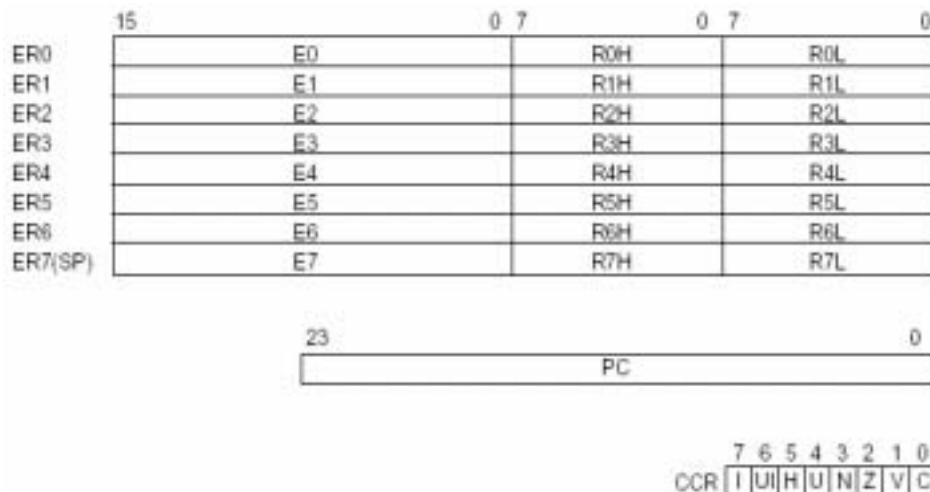 15 0 7 0 7 0
ER0 E0 R0H R0L
ER1 E1 R1H R1L
ER2 E2 R2H R2L
ER3 E3 R3H R3L
ER4 E4 R4H R4L
ER5 E5 R5H R5L
ER6 E6 R6H R6L
ER7(SP) E7 R7H R7L
23 0
PC
7 6 5 4 3 2 1 0
CCR I UI H U N Z V C